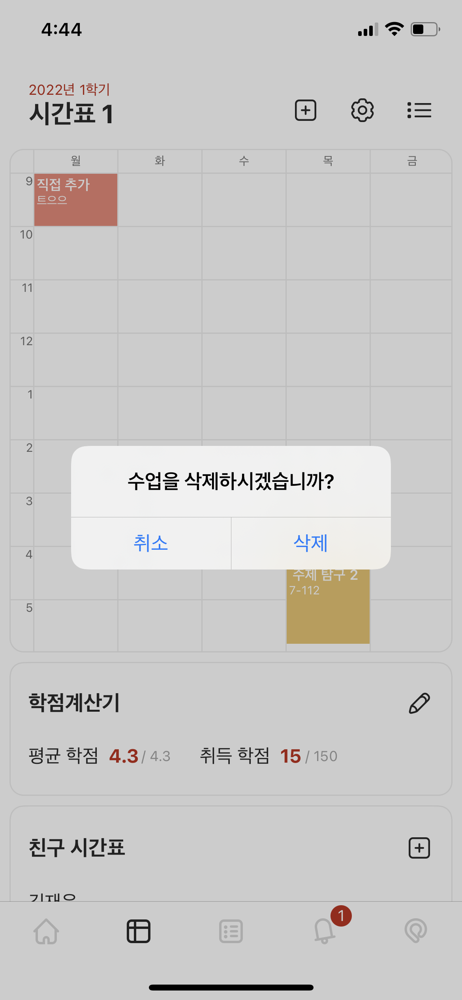 4:44
2022년 1학기
시간표 1
월 화 수 목 금
9
직접 추가
트으으
10
11
12
1
2
3
4
5
수업을 삭제하시겠습니까?
취소 삭제
주제 탐구 2
7-112
학점계산기
평균 학점 4.3 / 4.3 취득 학점 15 / 150
친구 시간표
1